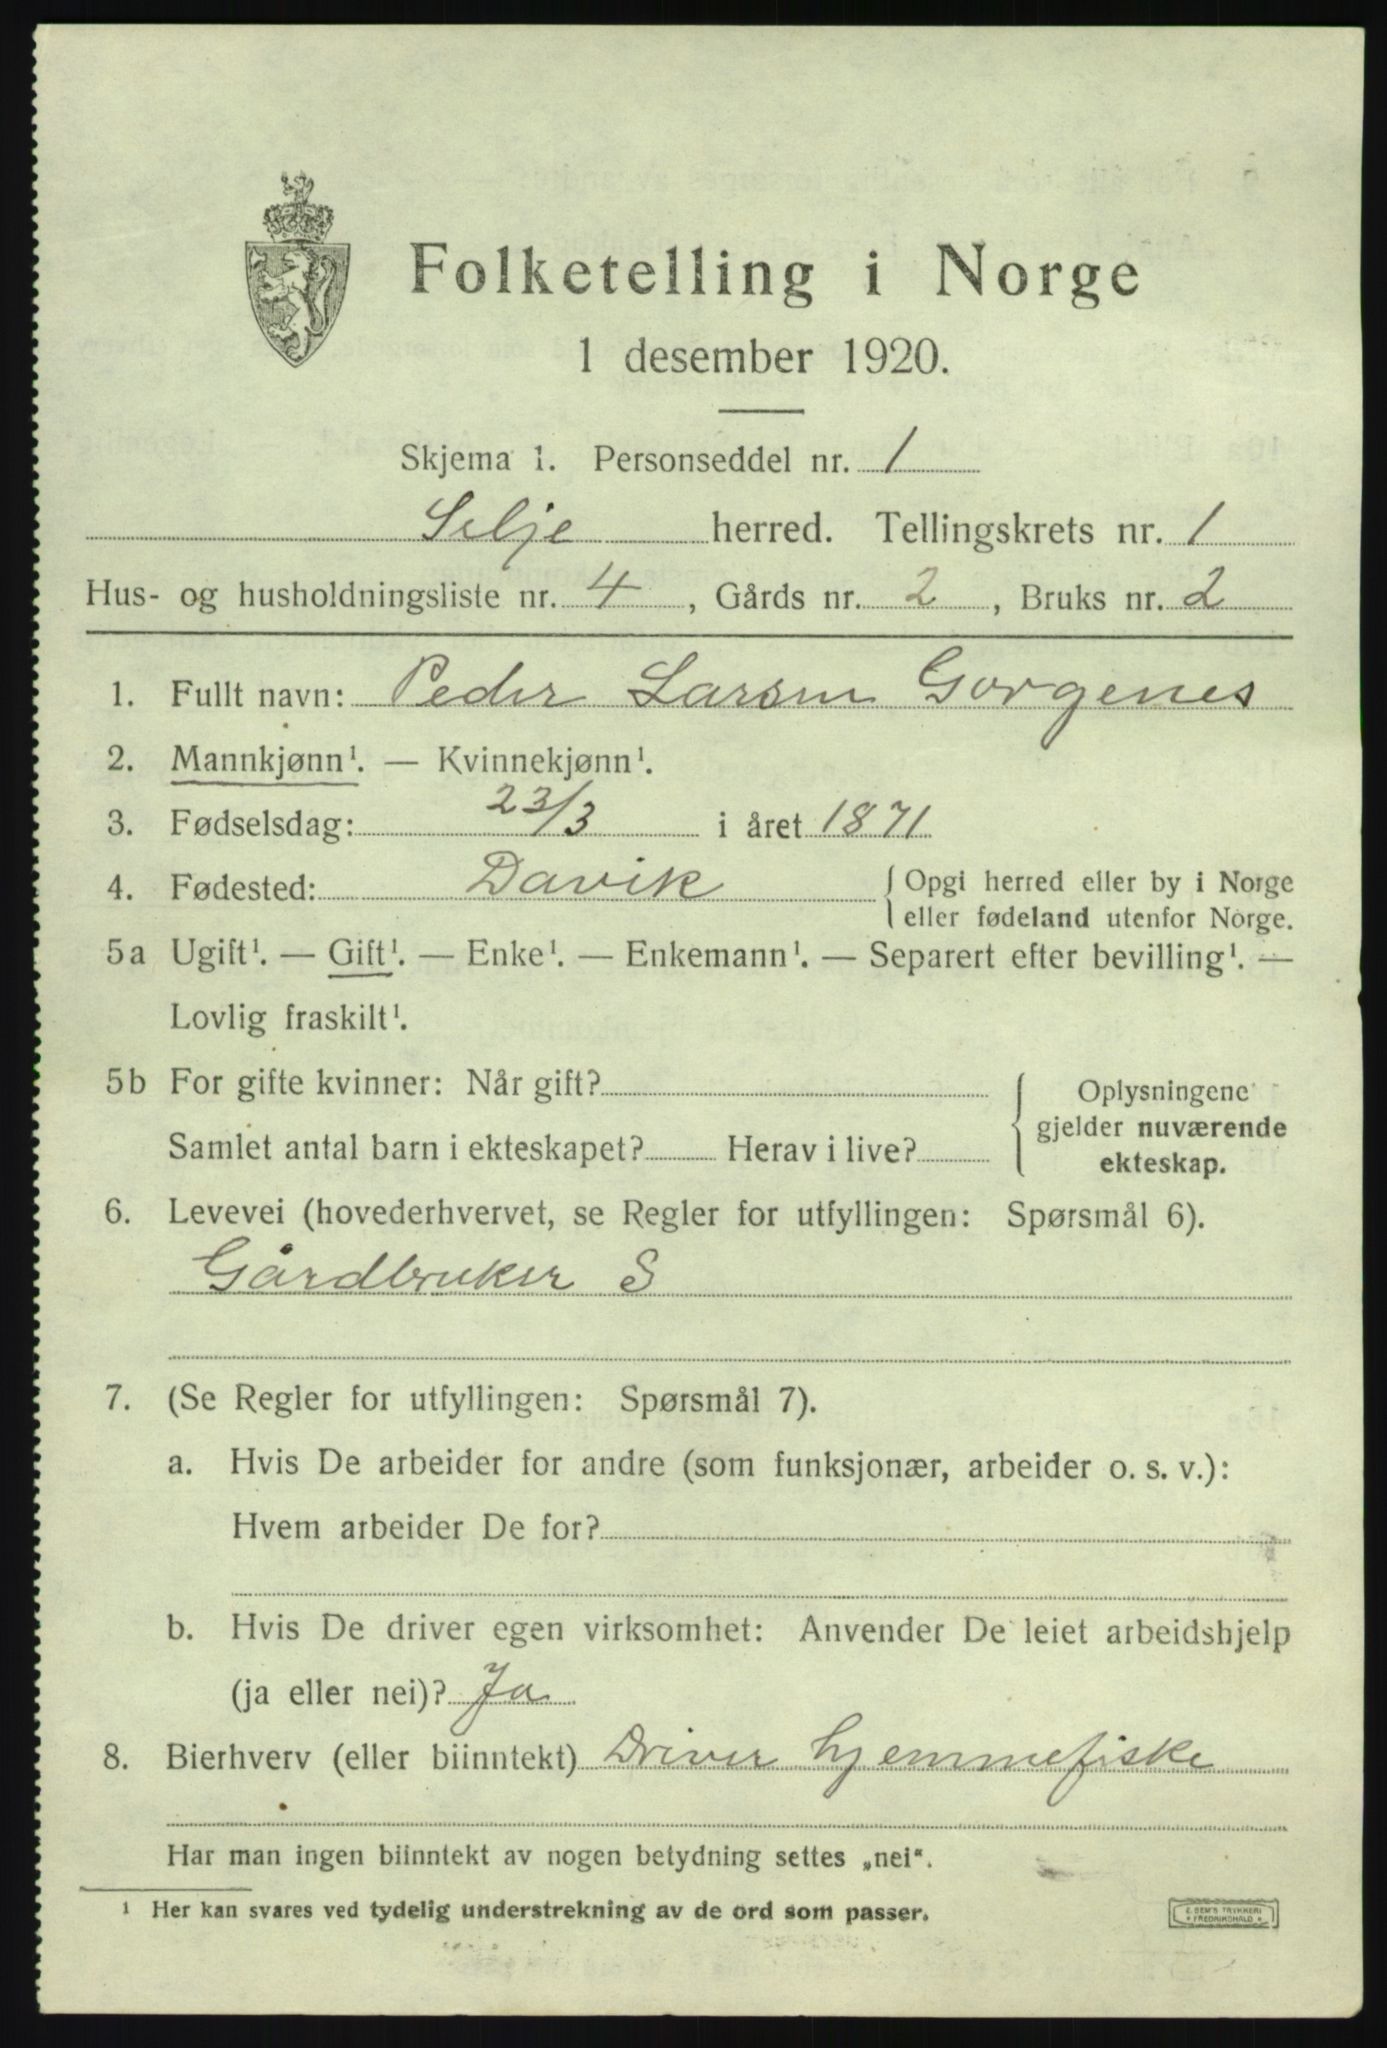 Folketelling i Norge
1 desember 1920.
Skjema 1. Personseddel nr. 1
Selje herred. Tellingskrets nr. 1
Hus- og husholdningsliste nr. 4, Gårds nr. 2, Bruks nr. 2
1. Fullt navn: Peder Larsen Gorgenes
2. Mannkjønn¹. — Kvinnekjønn¹.
3. Fødselsdag: 23/3 i året 1871
4. Fødested: Davik { Opgi herred eller by i Norge
eller fødeland utenfor Norge.
5a Ugift¹. — Gift¹. — Enke¹. — Enkemann¹. — Separert efter bevilling¹. —
Lovlig fraskilt¹.
5b For gifte kvinner: Når gift?
Samlet antal barn i ekteskapet? Herav i live?
{ Oplysningene
gjelder nuværende
ekteskap.
6. Levevei (hovederhvervet, se Regler for utfyllingen: Spørsmål 6).
Gårdbruker S
7. (Se Regler for utfyllingen: Spørsmål 7).
a. Hvis De arbeider for andre (som funksjonær, arbeider o. s. v.):
Hvem arbeider De for?
b. Hvis De driver egen virksomhet: Anvender De leiet arbeidshjelp
(ja eller nei)? Ja
8. Bierhverv (eller biinntekt) Driver hjemmefiske
Har man ingen biinntekt av nogen betydning settes „nei“.
¹ Her kan svares ved tydelig understrekning av de ord som passer.
E. SEM'S TRYKKERI
FREDRIKSHALD